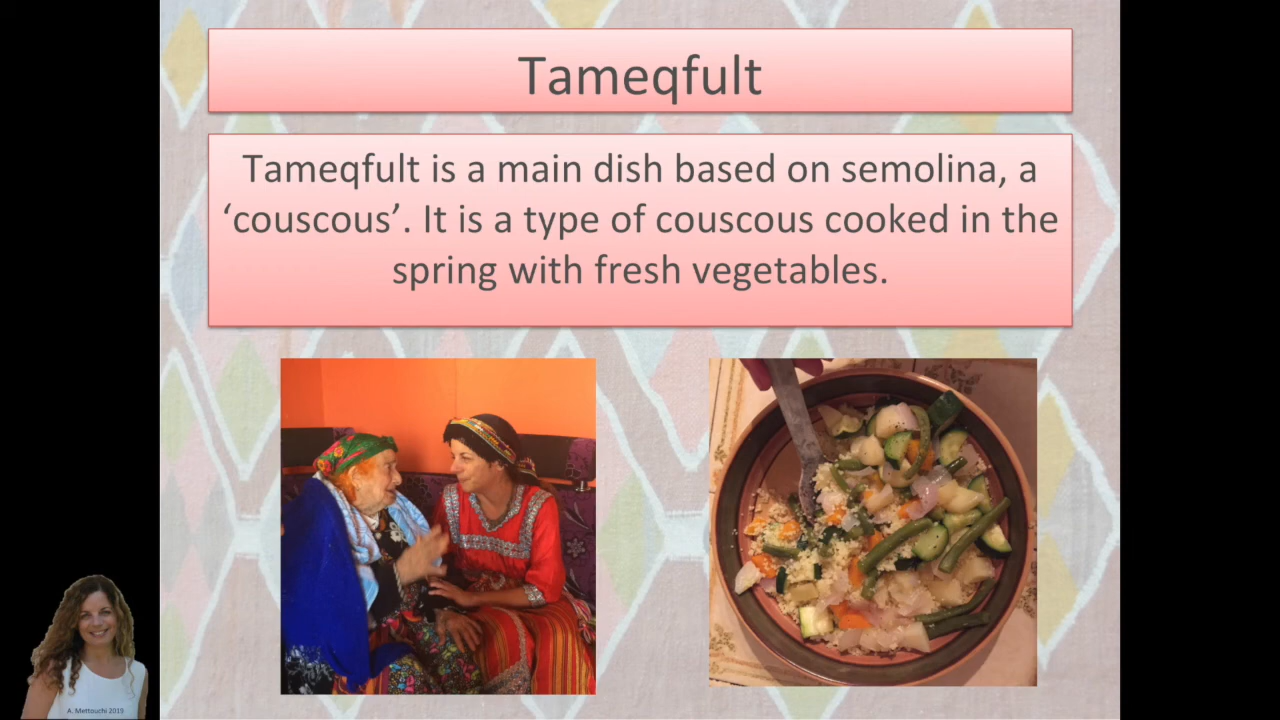 Tameqfult
Tameqfult is a main dish based on semolina, a
‘couscous’. It is a type of couscous cooked in the
spring with fresh vegetables.
A. Mettouchi 2015